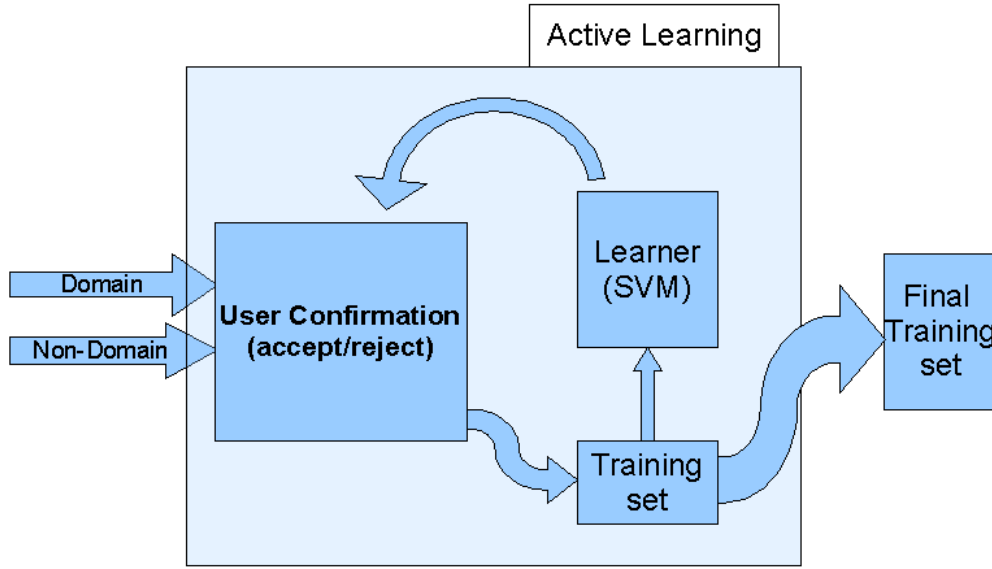 Active Learning
Domain
Non-Domain
User Confirmation
(accept/reject)
Learner
(SVM)
Training
set
Final
Training
set